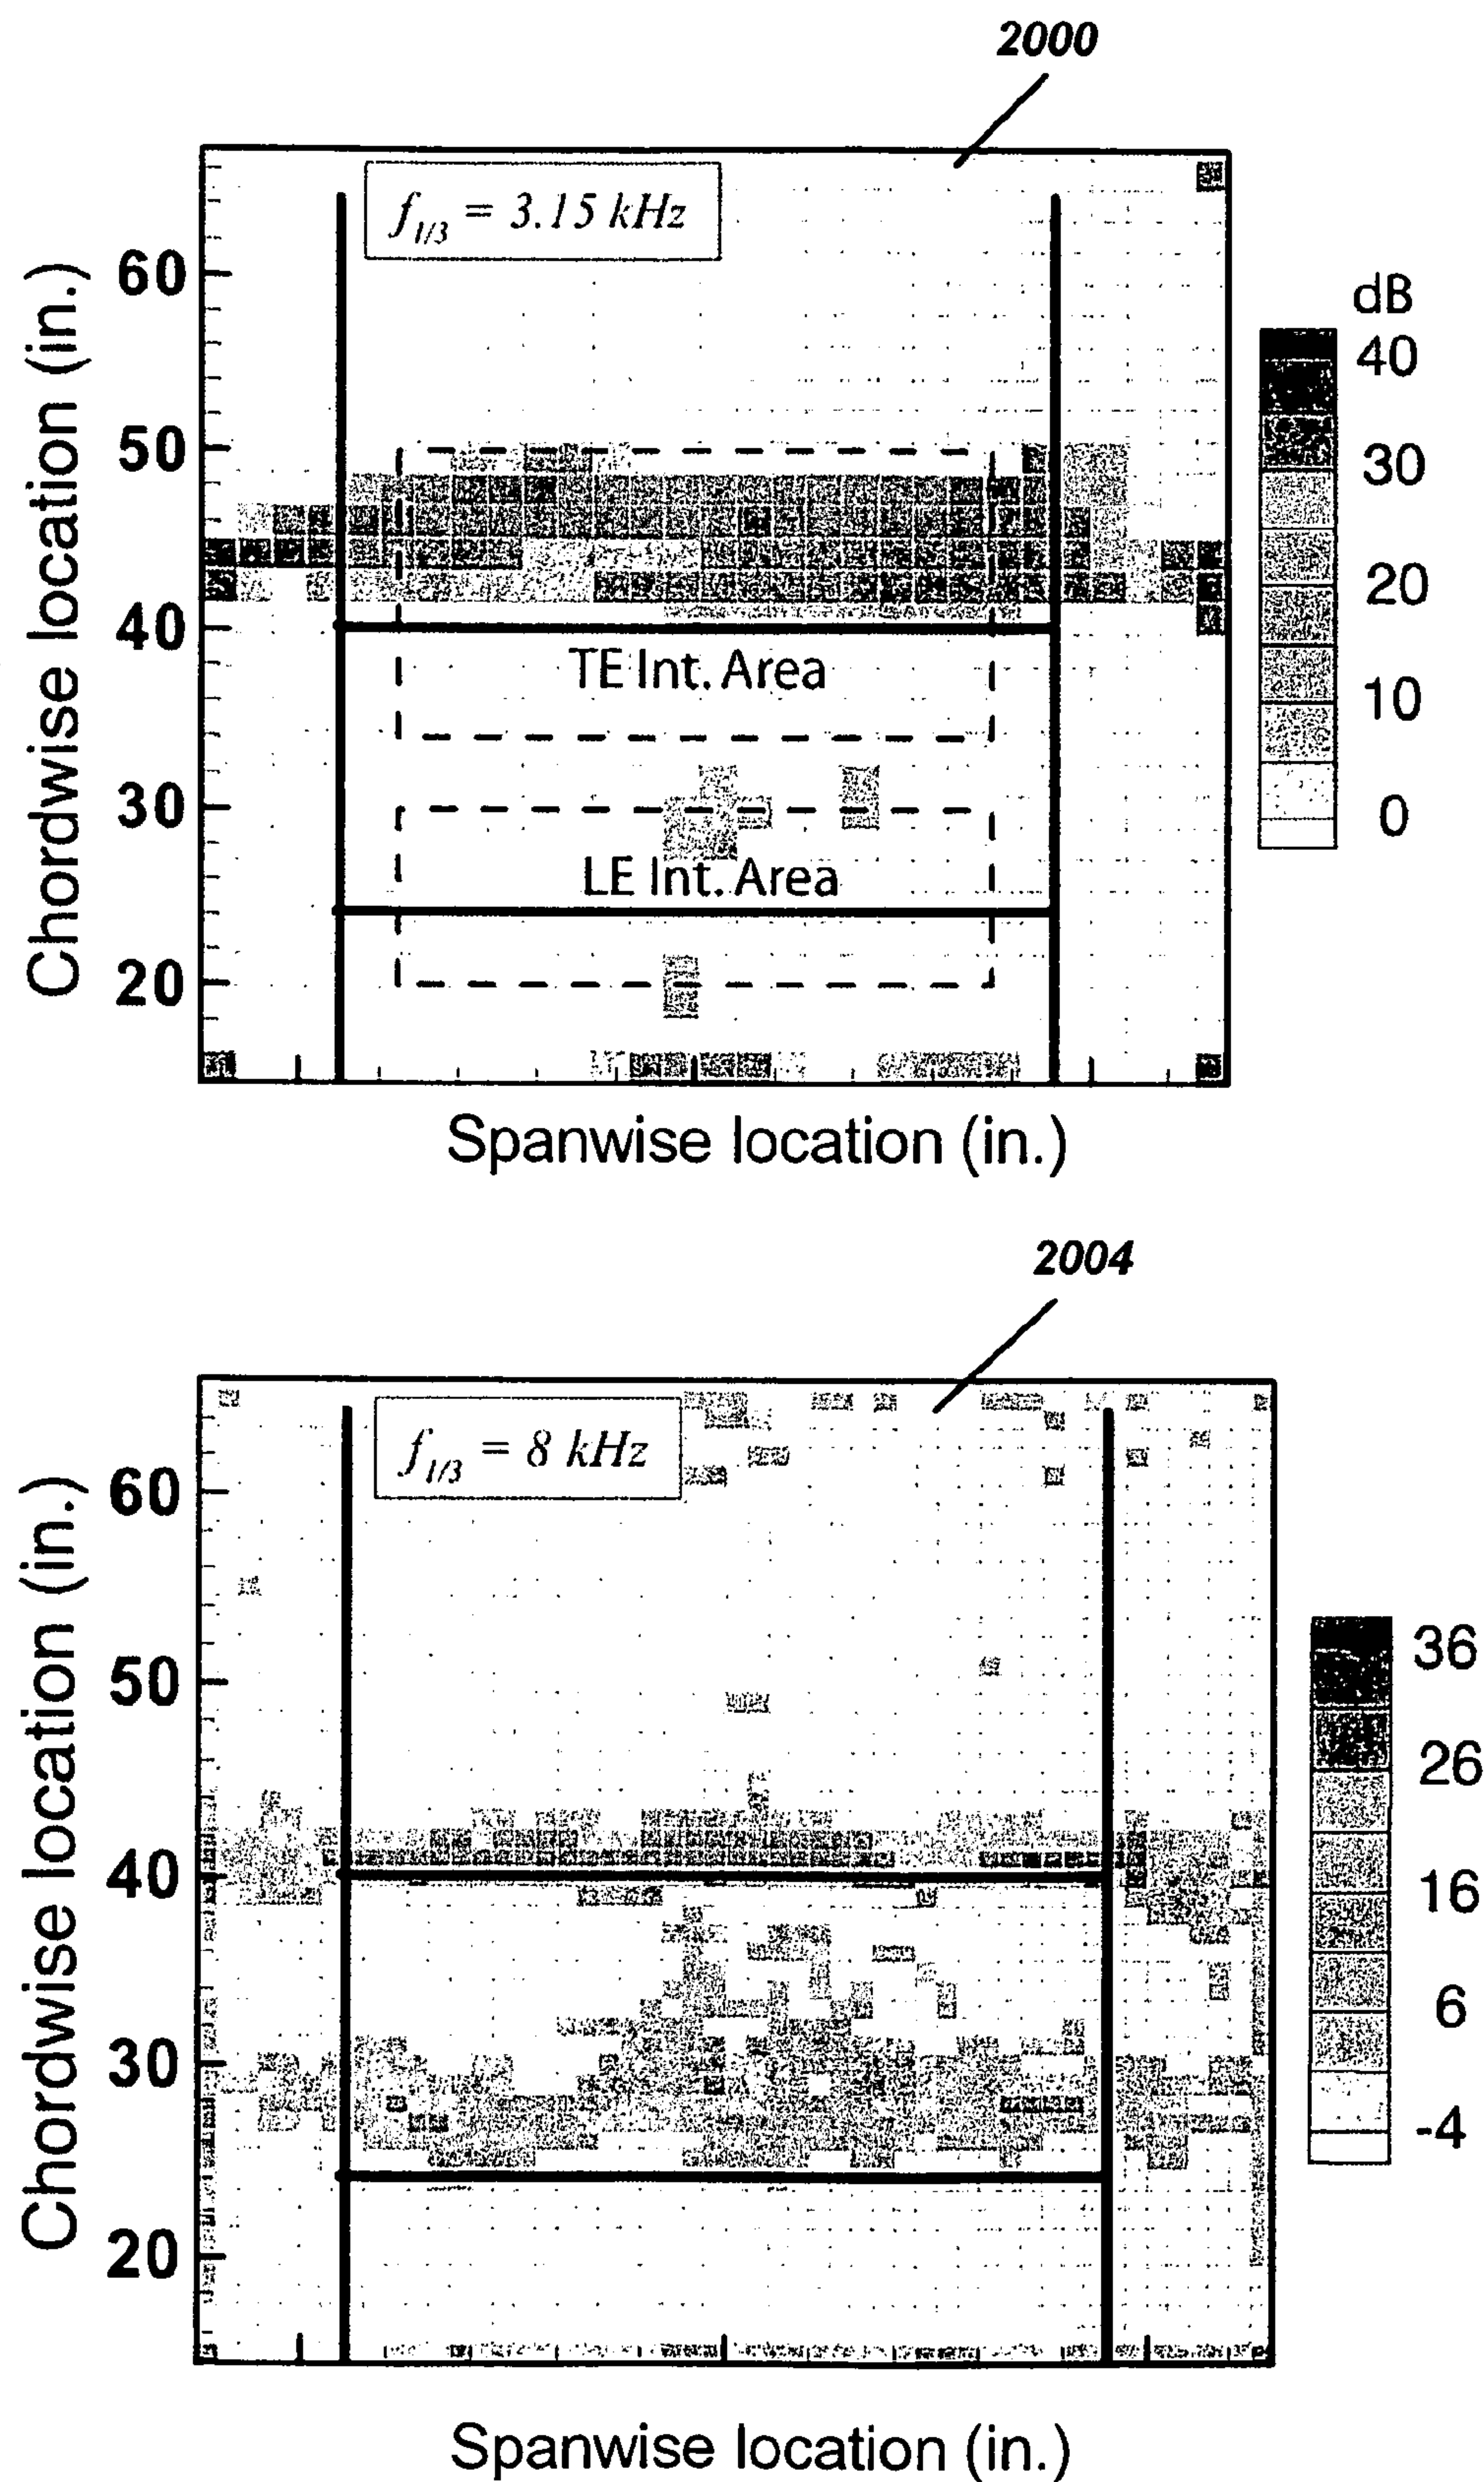 2000
f1/3 = 3.15 kHz
dB
60
50
40
30
20
Chordwise location (in.)
40
30
20
10
0
TE Int. Area
LE Int. Area
Spanwise location (in.)
2004
f1/3 = 8 kHz
60
50
40
30
20
Chordwise location (in.)
36
26
16
6
-4
Spanwise location (in.)